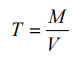 T = M / V